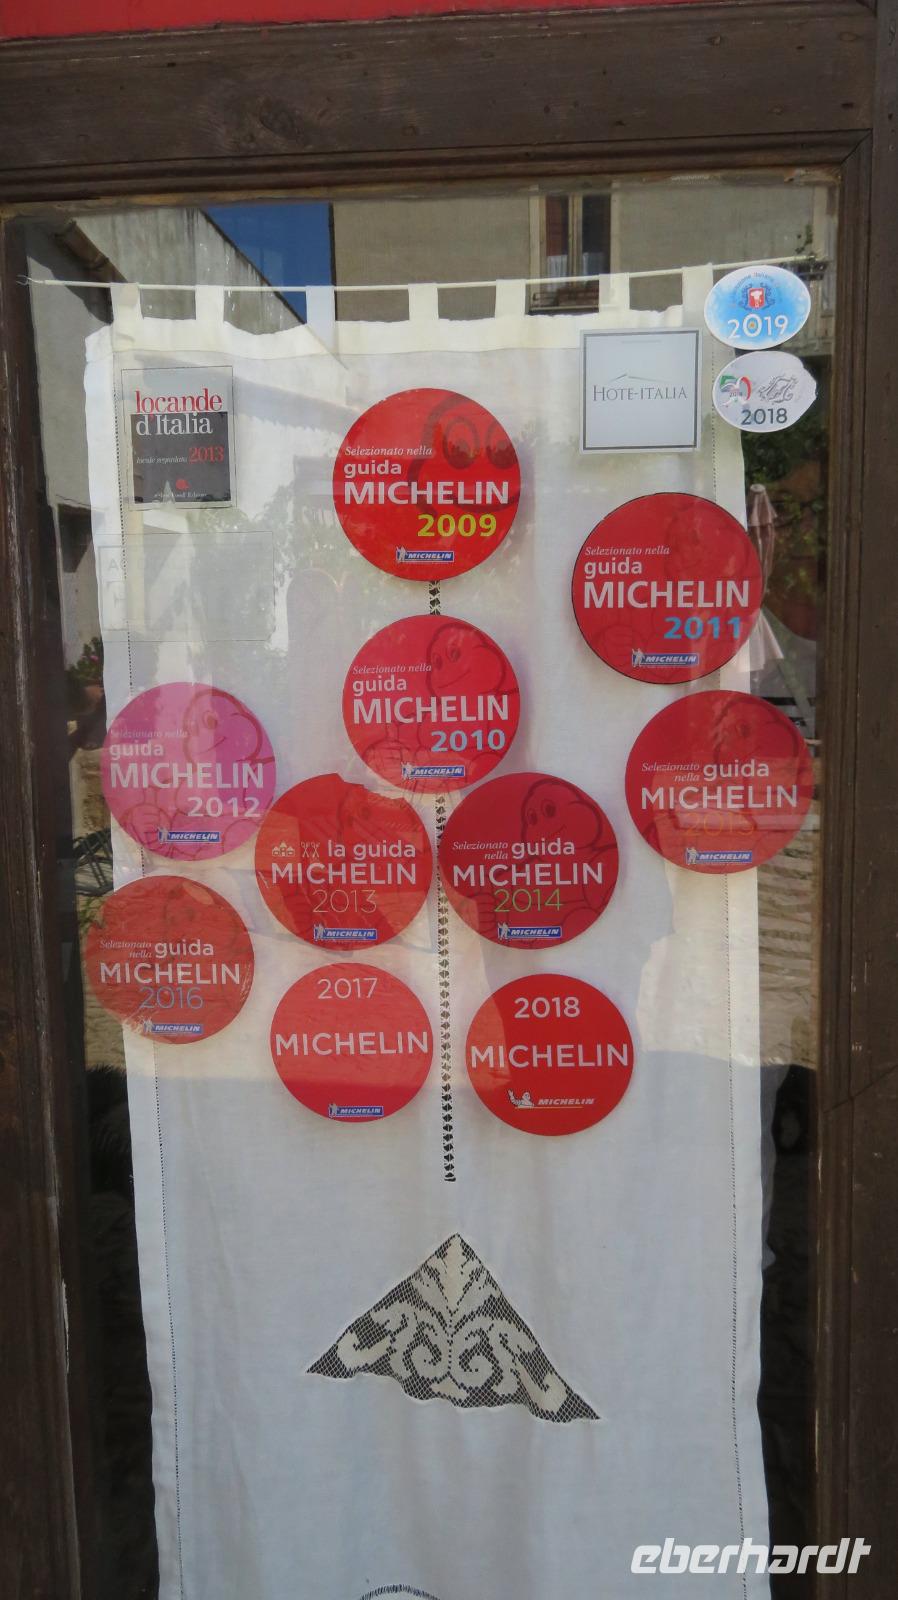 2019
2018
HOTE-ITALIA
locande
d'Italia
locale segnalato 2013
Selezionato nella
guida
MICHELIN
2009
MICHELIN
Selezionato nella
guida
MICHELIN
2011
MICHELIN
Selezionato nella
guida
MICHELIN
2010
MICHELIN
Selezionato nella
guida
MICHELIN
2012
MICHELIN
Selezionato
nella guida
MICHELIN
2015
MICHELIN
la guida
MICHELIN
2013
MICHELIN
Selezionato
nella guida
MICHELIN
2014
MICHELIN
Selezionato
nella guida
MICHELIN
2016
MICHELIN
2017
MICHELIN
MICHELIN
2018
MICHELIN
MICHELIN
eberhardt